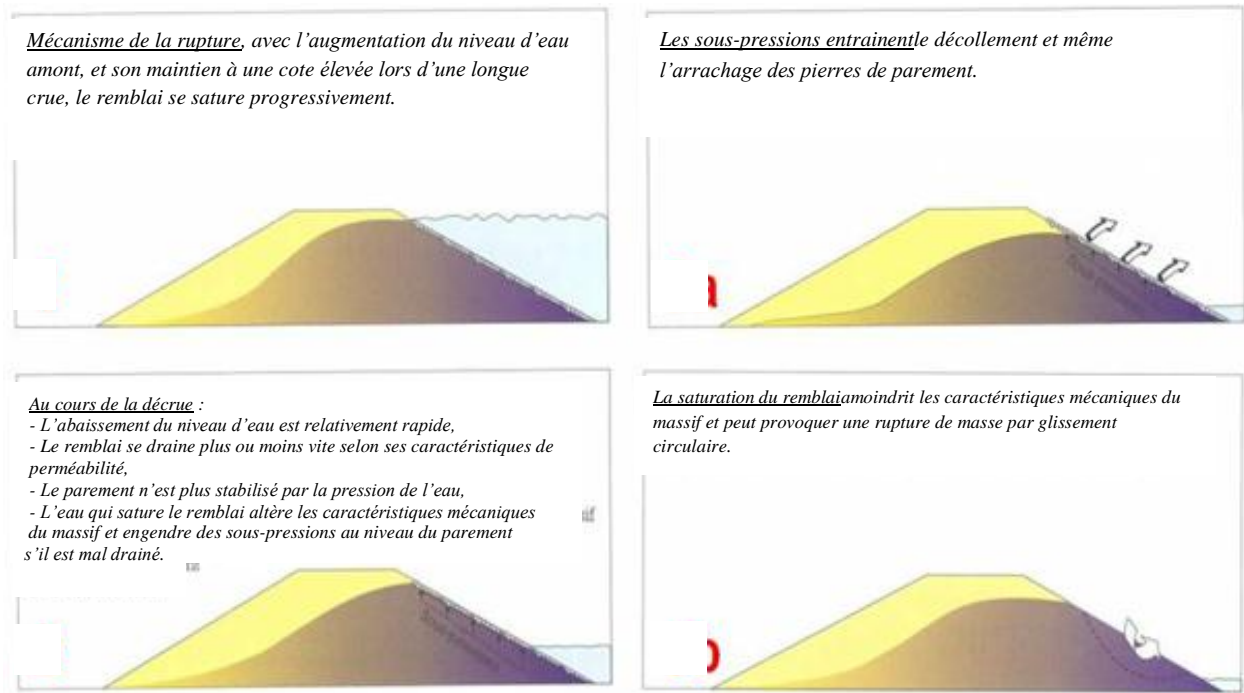 Mécanisme de la rupture, avec l'augmentation du niveau d'eau
amont, et son maintien à une cote élevée lors d'une longue
crue, le remblai se sature progressivement.
Les sous-pressions entrainentle décollement et même
l'arrachage des pierres de parement.
a
Au cours de la décrue :
- L'abaissement du niveau d'eau est relativement rapide,
- Le remblai se draine plus ou moins vite selon ses caractéristiques de
perméabilité,
- Le parement n'est plus stabilisé par la pression de l'eau,
- L'eau qui sature le remblai altère les caractéristiques mécaniques
du massif et engendre des sous-pressions au niveau du parement
s'il est mal drainé.
Sous-pressions
La saturation du remblaiamoindrit les caractéristiques mécaniques du
massif et peut provoquer une rupture de masse par glissement
circulaire.